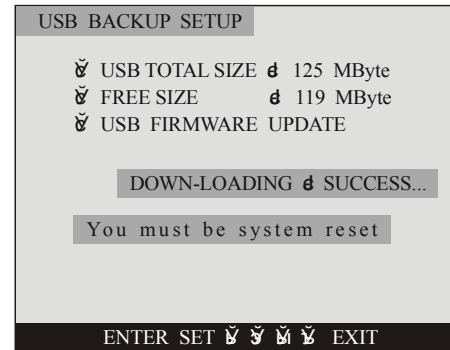 USB BACKUP SETUP
USB TOTAL SIZE 125 MByte
FREE SIZE 119 MByte
USB FIRMWARE UPDATE
DOWN-LOADING SUCCESS...
You must be system reset
ENTER SET EXIT